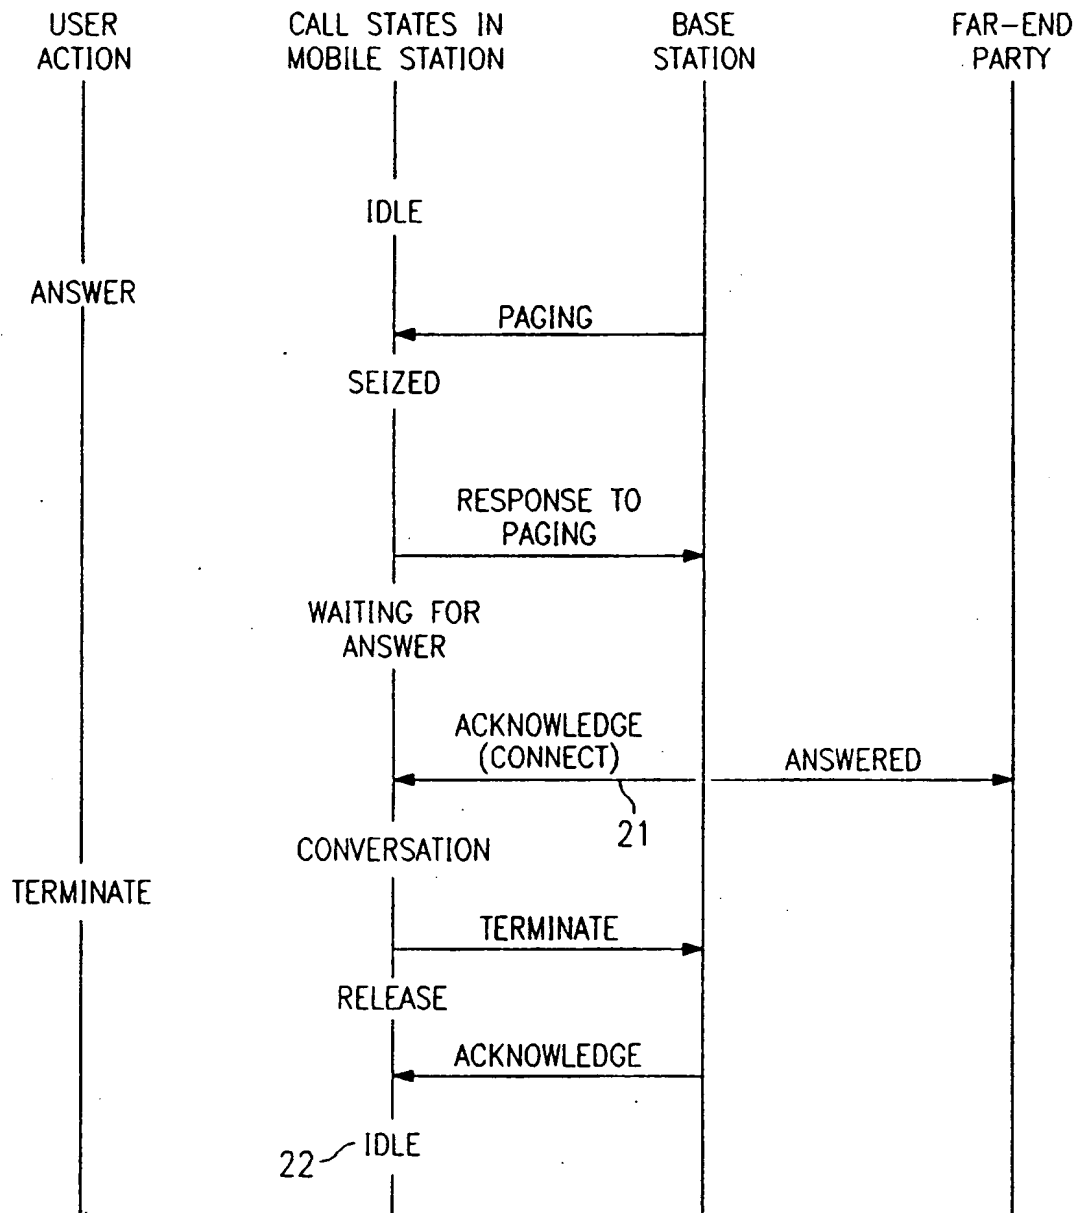 USER ACTION
CALL STATES IN MOBILE STATION
BASE STATION
FAR-END PARTY
IDLE
ANSWER
PAGING
SEIZED
RESPONSE TO
PAGING
WAITING FOR
ANSWER
ACKNOWLEDGE
(CONNECT)
ANSWERED
21
CONVERSATION
TERMINATE
TERMINATE
RELEASE
ACKNOWLEDGE
22
IDLE